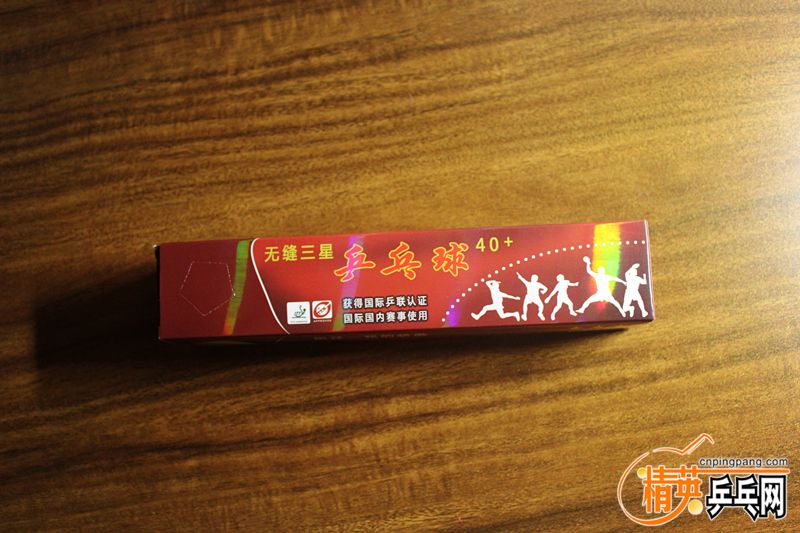 无缝三星
乒乓球 40+
获得国际乒联认证
国际国内赛事使用
cnpingpang.com
精英乒乓网